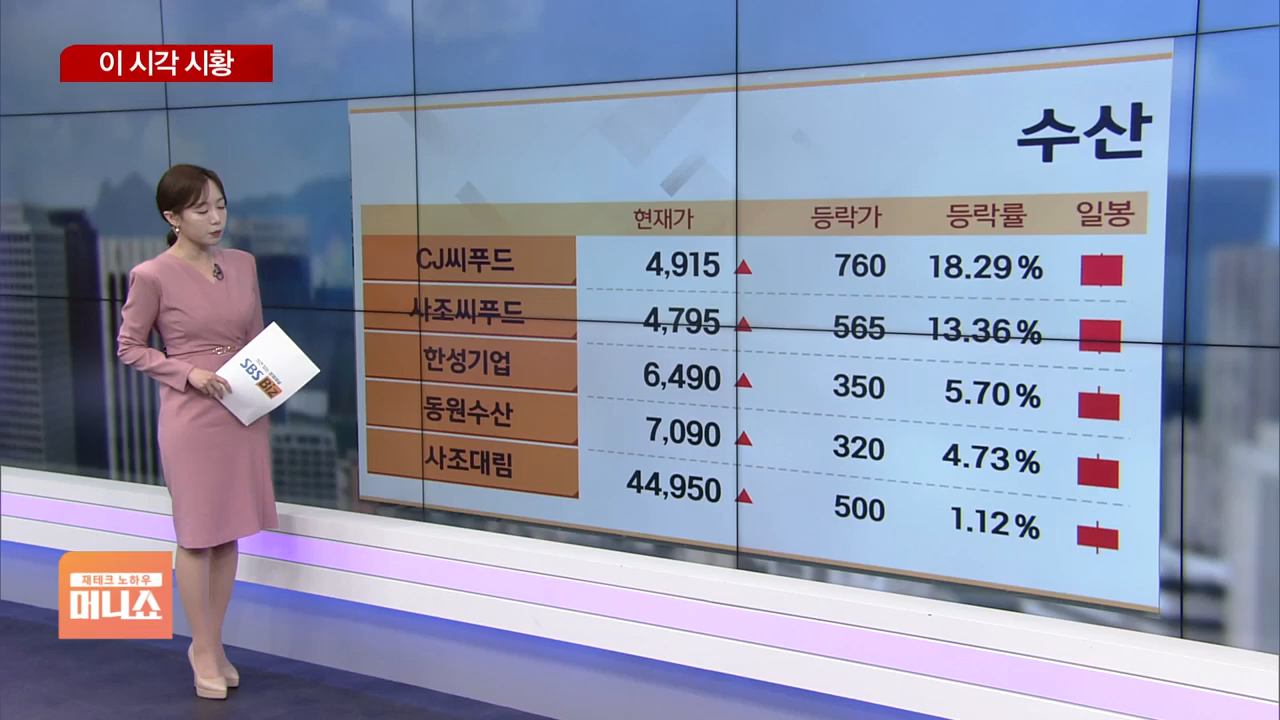 이 시각 시황
수산
현재가 등락가 등락률 일봉
CJ씨푸드 4,915 ▲ 760 18.29%
사조씨푸드 4,795 ▲ 565 13.36%
한성기업 6,490 ▲ 350 5.70%
동원수산 7,090 ▲ 320 4.73%
사조대림 44,950 ▲ 500 1.12%
SBS Biz
재테크 노하우
머니쇼